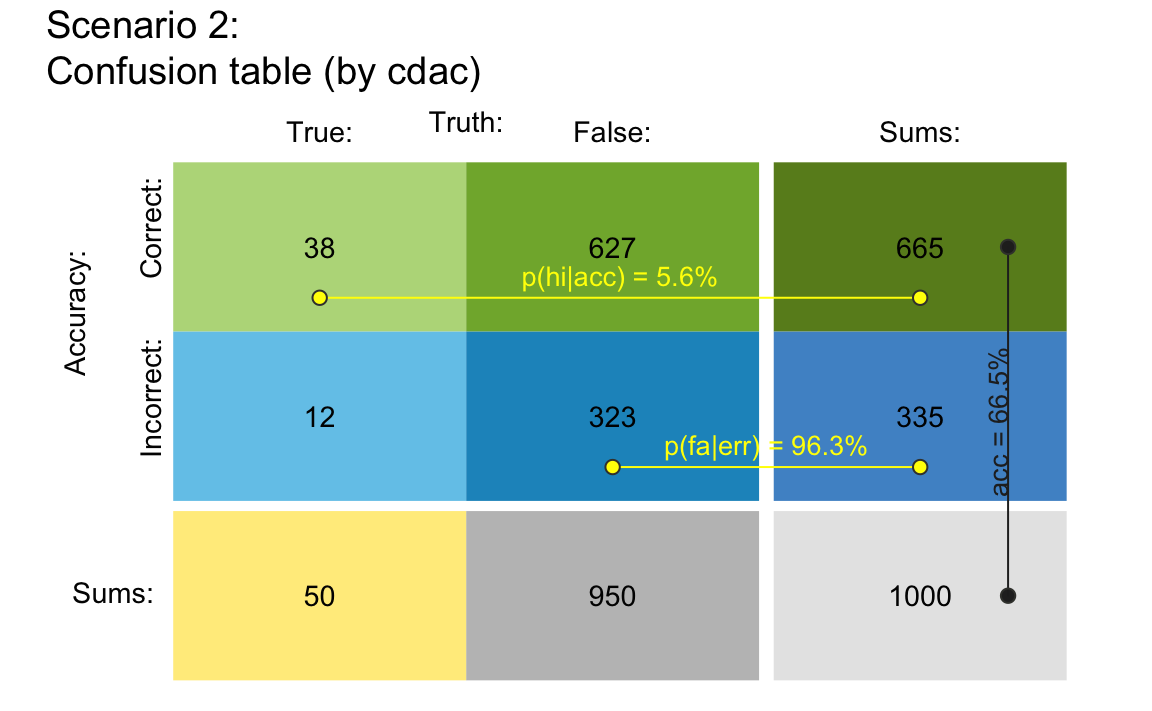 Scenario 2:
Confusion table (by cdac)
Truth:
True:
False:
Sums:
Accuracy:
Correct:
38
627
665
p(hi|acc) = 5.6%
Incorrect:
12
323
335
p(fa|err) = 96.3%
acc = 66.5%
Sums:
50
950
1000